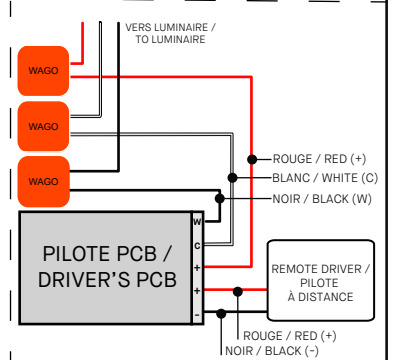 VERS LUMINAIRE /
TO LUMINAIRE
WAGO
WAGO
WAGO
ROUGE / RED (+)
BLANC / WHITE (C)
NOIR / BLACK (W)
PILOTE PCB /
DRIVER'S PCB
W
C
+
+
-
REMOTE DRIVER /
PILOTE
À DISTANCE
ROUGE / RED (+)
NOIR / BLACK (-)